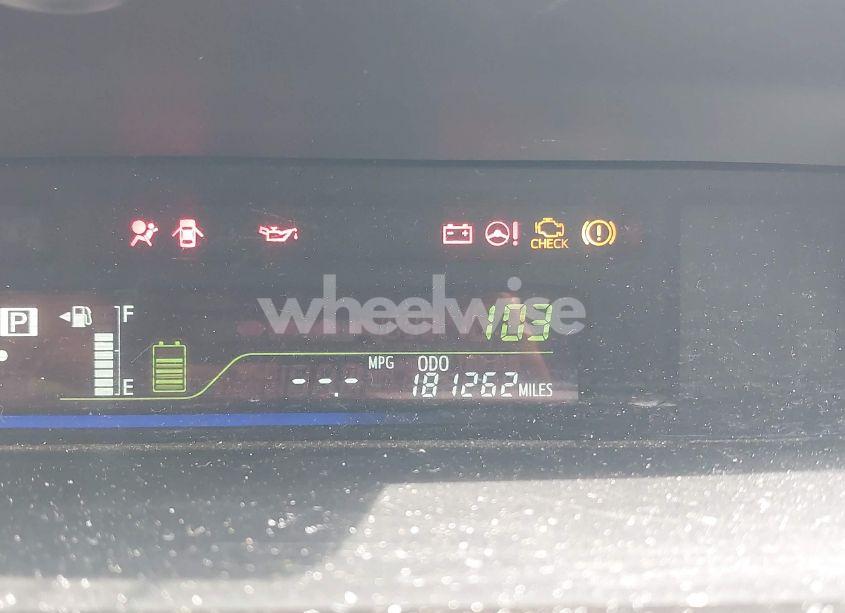 CHECK
wheelwise
P
F
103
MPG ODO
E
--.- 181262 MILES